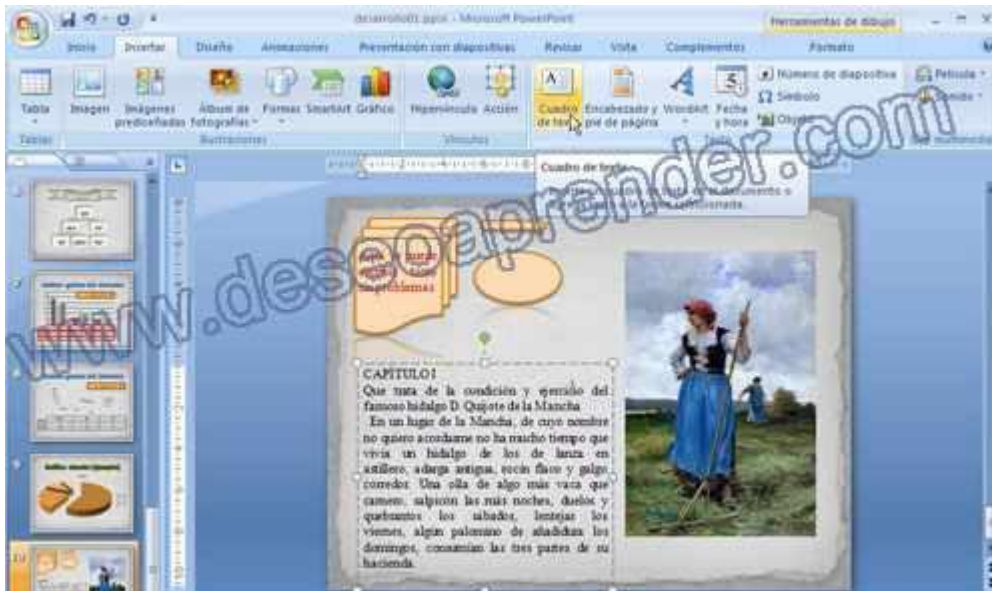 desarrollo01.pptx - Microsoft PowerPoint
Herramientas de dibujo
Inicio Insertar Diseño Animaciones Presentación con diapositivas Revisar Vista Complementos Formato
Tabla Imagen Imágenes prediseñadas Álbum de fotografías Formas SmartArt Gráfico Hipervínculo Acción Cuadro de texto Encabezado y pie de página WordArt Fecha y hora
Número de diapositiva
Símbolo
Objeto
Película
Sonido
Tablas Ilustraciones Vínculos
Cuadro de texto
www.deseoaprender.com
sin problemas
CAPITULO I
Que trata de la condición y ejercicio del
famoso hidalgo D. Quijote de la Mancha
En un lugar de la Mancha, de cuyo nombre
no quiero acordarme no ha mucho tiempo que
vivía un hidalgo de los de lanza en
astillero, adarga antigua, rocín flaco y galgo
corredor. Una olla de algo más vaca que
carnero, salpicón las más noches, duelos y
quebrantos los sábados, lentejas los
viernes, algún palomino de añadidura los
domingos, consumían las tres partes de su
hacienda.